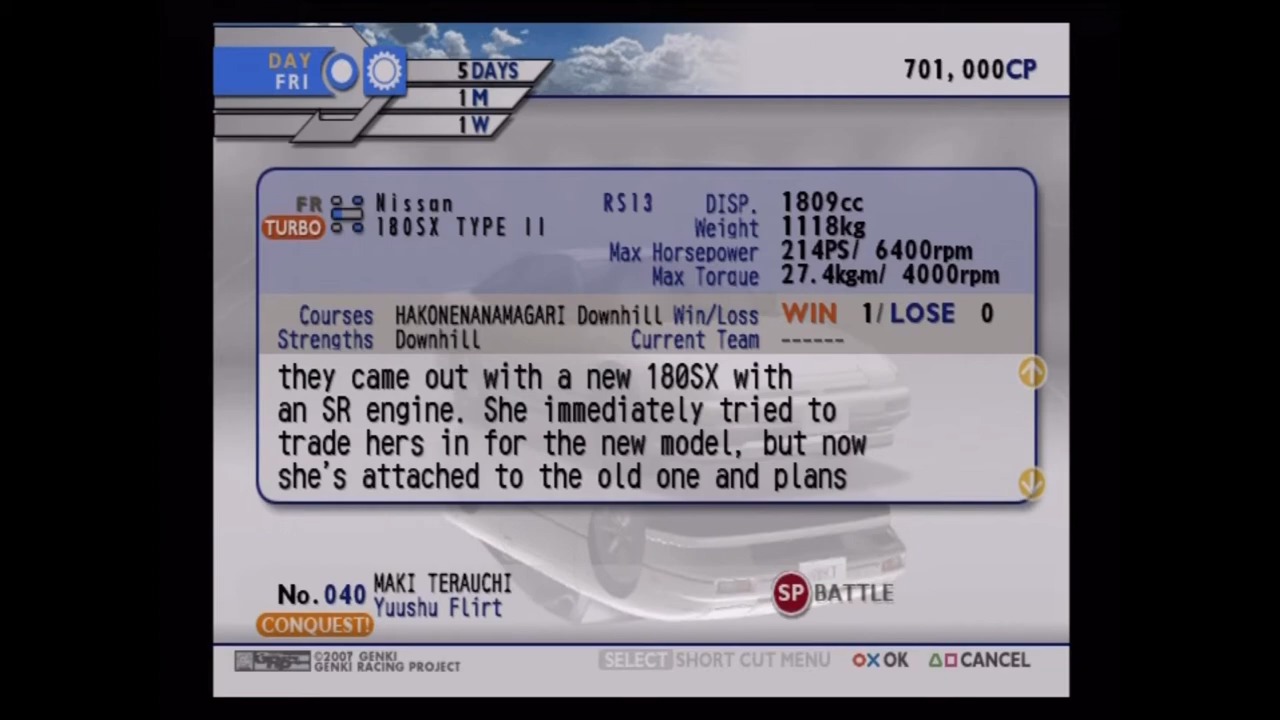 DAY
FRI
5 DAYS
1 M
1 W
701,000CP
FR Nissan RS13 DISP. 1809cc
TURBO 180SX TYPE II Weight 1118kg
Max Horsepower 214PS/ 6400rpm
Max Torque 27.4kgm/ 4000rpm
Courses HAKONENANAMAGARI Downhill Win/Loss WIN 1/LOSE 0
Strengths Downhill Current Team ------
they came out with a new 180SX with
an SR engine. She immediately tried to
trade hers in for the new model, but now
she's attached to the old one and plans
No.040 MAKI TERAUCHI
Yuushu Flirt
SP BATTLE
CONQUEST!
©2007 GENKI
GENKI RACING PROJECT
SELECT SHORT CUT MENU OK CANCEL